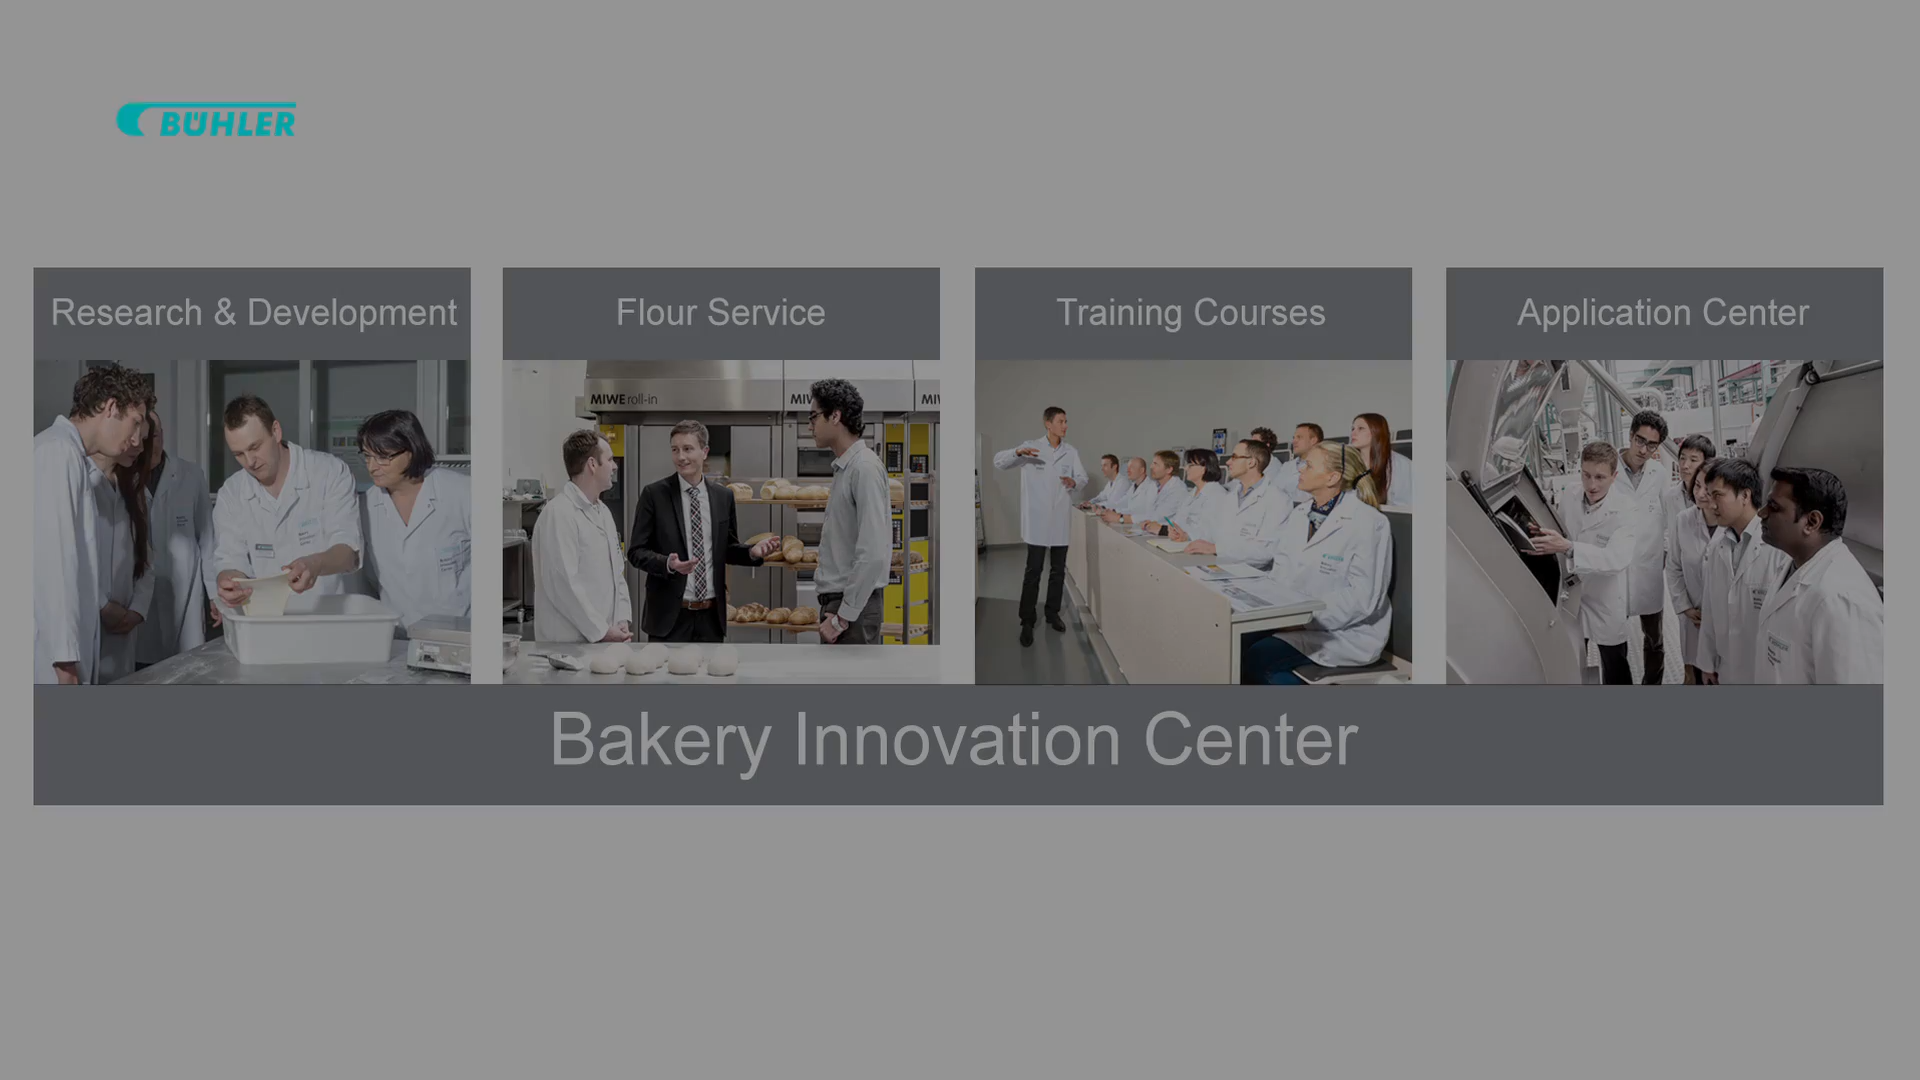 BÜHLER
Research & Development
Flour Service
Training Courses
Application Center
MIWE roll-in
Bakery Innovation Center